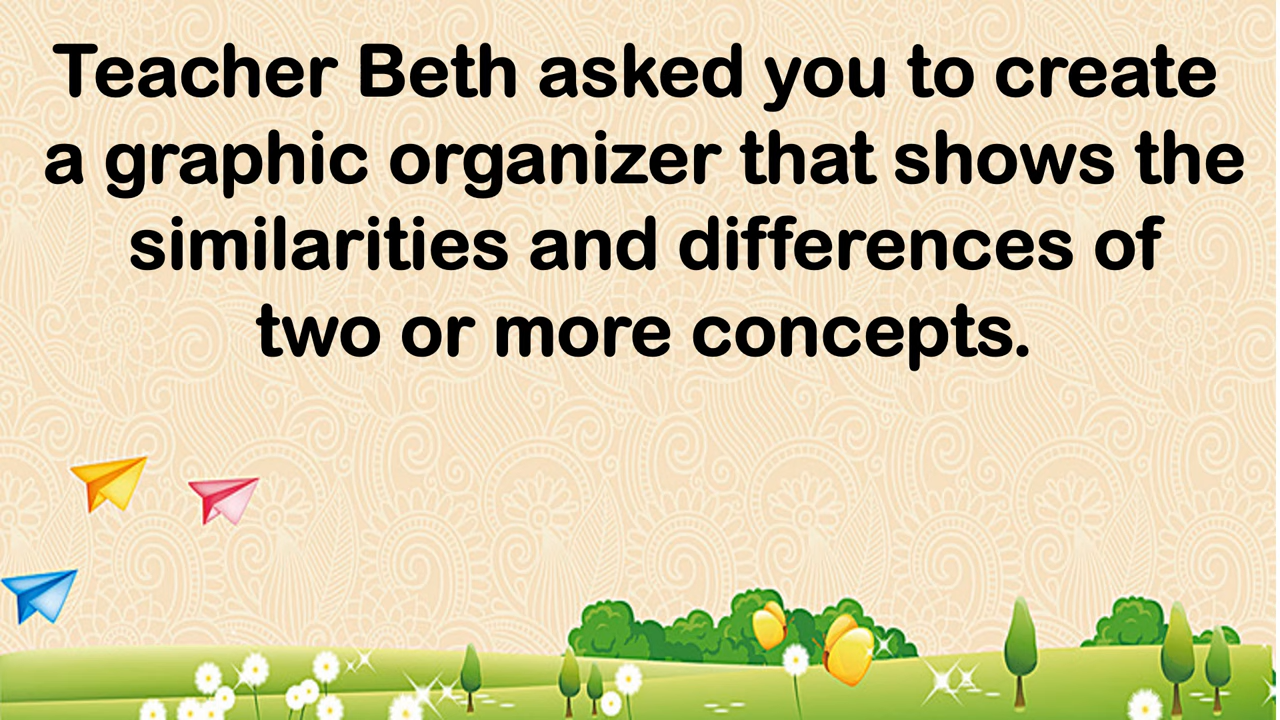 Teacher Beth asked you to create
a graphic organizer that shows the
similarities and differences of
two or more concepts.